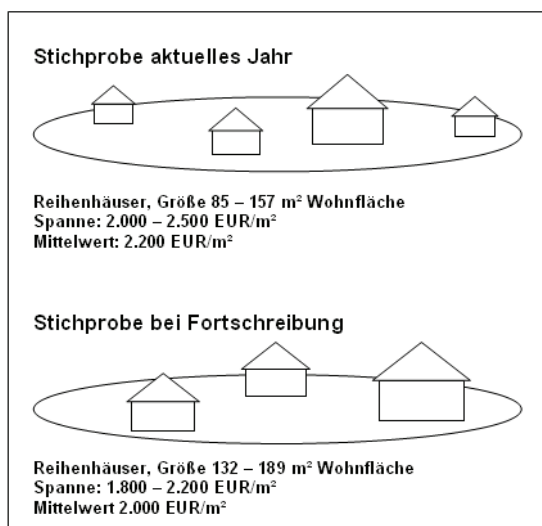 Stichprobe aktuelles Jahr
Reihenhäuser, Größe 85 – 157 m² Wohnfläche
Spanne: 2.000 – 2.500 EUR/m²
Mittelwert: 2.200 EUR/m²
Stichprobe bei Fortschreibung
Reihenhäuser, Größe 132 – 189 m² Wohnfläche
Spanne: 1.800 – 2.200 EUR/m²
Mittelwert 2.000 EUR/m²